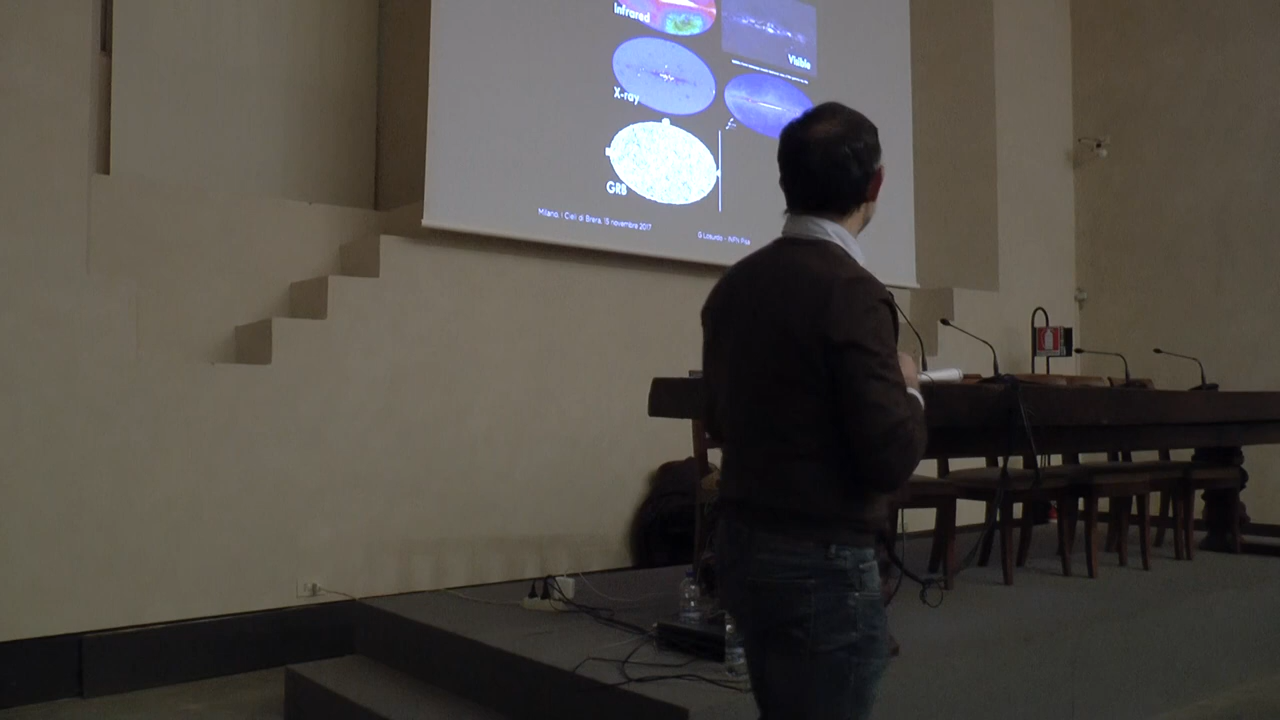 Infrared
Visible
X-ray
GRB
Milano, I Cieli di Brera, 15 novembre 2017
G Losurdo - INFN Pisa